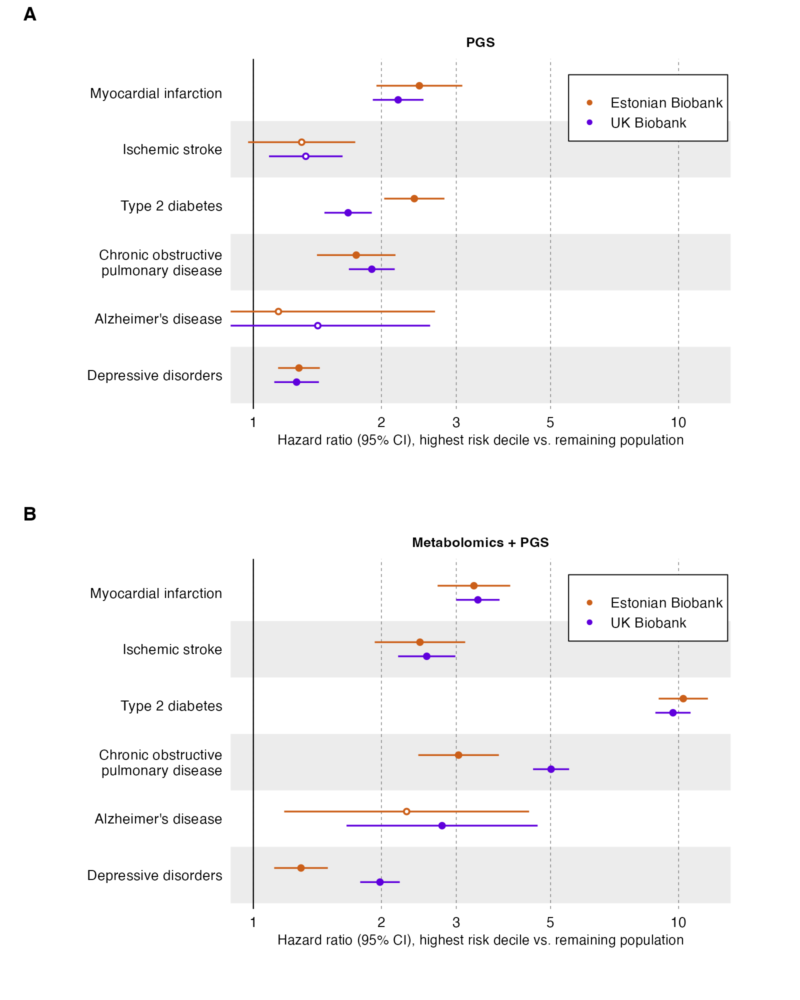 A
PGS
Estonian Biobank
UK Biobank
Myocardial infarction
Ischemic stroke
Type 2 diabetes
Chronic obstructive
pulmonary disease
Alzheimer's disease
Depressive disorders
1 2 3 5 10
Hazard ratio (95% CI), highest risk decile vs. remaining population
B
Metabolomics + PGS
Estonian Biobank
UK Biobank
Myocardial infarction
Ischemic stroke
Type 2 diabetes
Chronic obstructive
pulmonary disease
Alzheimer's disease
Depressive disorders
1 2 3 5 10
Hazard ratio (95% CI), highest risk decile vs. remaining population